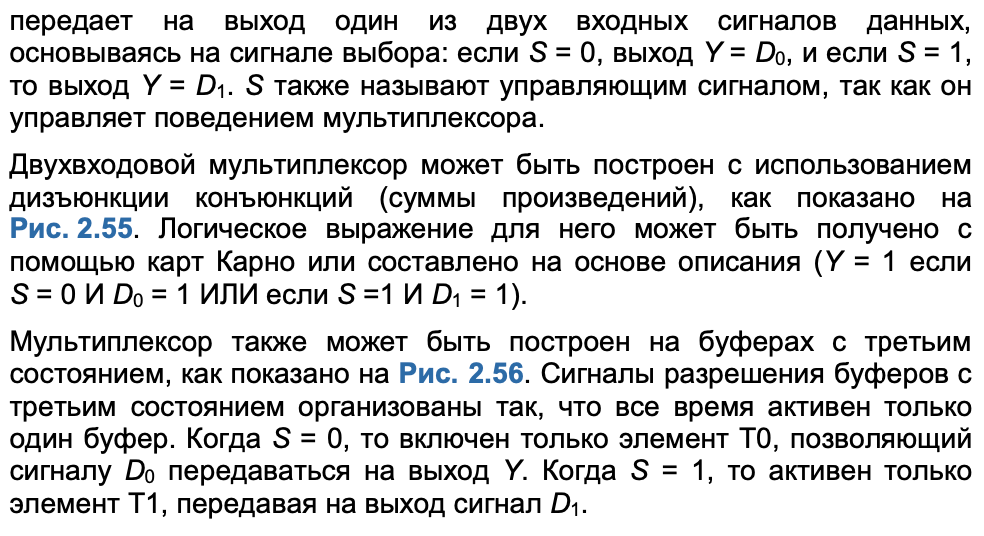 передает на выход один из двух входных сигналов данных,
основываясь на сигнале выбора: если S = 0, выход Y = D₀, и если S = 1,
то выход Y = D₁. S также называют управляющим сигналом, так как он
управляет поведением мультиплексора.
Двухвходовой мультиплексор может быть построен с использованием
дизъюнкции конъюнкций (суммы произведений), как показано на
Рис. 2.55. Логическое выражение для него может быть получено с
помощью карт Карно или составлено на основе описания (Y = 1 если
S = 0 И D₀ = 1 ИЛИ если S =1 И D₁ = 1).
Мультиплексор также может быть построен на буферах с третьим
состоянием, как показано на Рис. 2.56. Сигналы разрешения буферов с
третьим состоянием организованы так, что все время активен только
один буфер. Когда S = 0, то включен только элемент T0, позволяющий
сигналу D₀ передаваться на выход Y. Когда S = 1, то активен только
элемент T1, передавая на выход сигнал D₁.